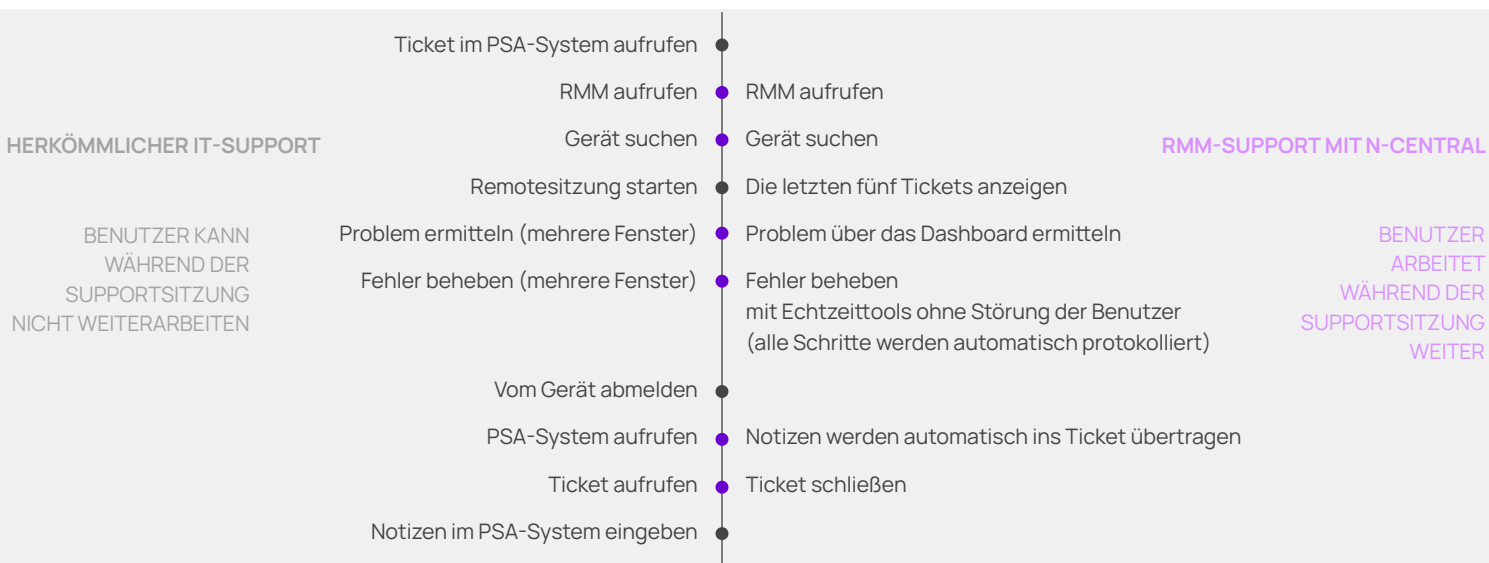 Ticket im PSA-System aufrufen
RMM aufrufen
RMM aufrufen
HERKÖMMLICHER IT-SUPPORT
Gerät suchen
Gerät suchen
RMM-SUPPORT MIT N-CENTRAL
Remotesitzung starten
Die letzten fünf Tickets anzeigen
BENUTZER KANN
WÄHREND DER
SUPPORTSITZUNG
NICHT WEITERARBEITEN
Problem ermitteln (mehrere Fenster)
Problem über das Dashboard ermitteln
Fehler beheben (mehrere Fenster)
Fehler beheben
mit Echtzeittools ohne Störung der Benutzer
(alle Schritte werden automatisch protokolliert)
BENUTZER
ARBEITET
WÄHREND DER
SUPPORTSITZUNG
WEITER
Vom Gerät abmelden
PSA-System aufrufen
Notizen werden automatisch ins Ticket übertragen
Ticket aufrufen
Ticket schließen
Notizen im PSA-System eingeben